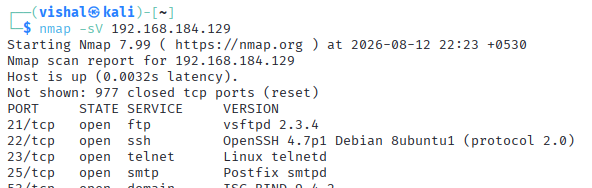 ┌──(vishal㉿kali)-[~]
└─$ nmap -sV 192.168.184.129
Starting Nmap 7.99 ( https://nmap.org ) at 2026-08-12 22:23 +0530
Nmap scan report for 192.168.184.129
Host is up (0.0032s latency).
Not shown: 977 closed tcp ports (reset)
PORT     STATE SERVICE     VERSION
21/tcp   open  ftp         vsftpd 2.3.4
22/tcp   open  ssh         OpenSSH 4.7p1 Debian 8ubuntu1 (protocol 2.0)
23/tcp   open  telnet      Linux telnetd
25/tcp   open  smtp        Postfix smtpd
53/tcp   open  domain      ISC BIND 9.4.2